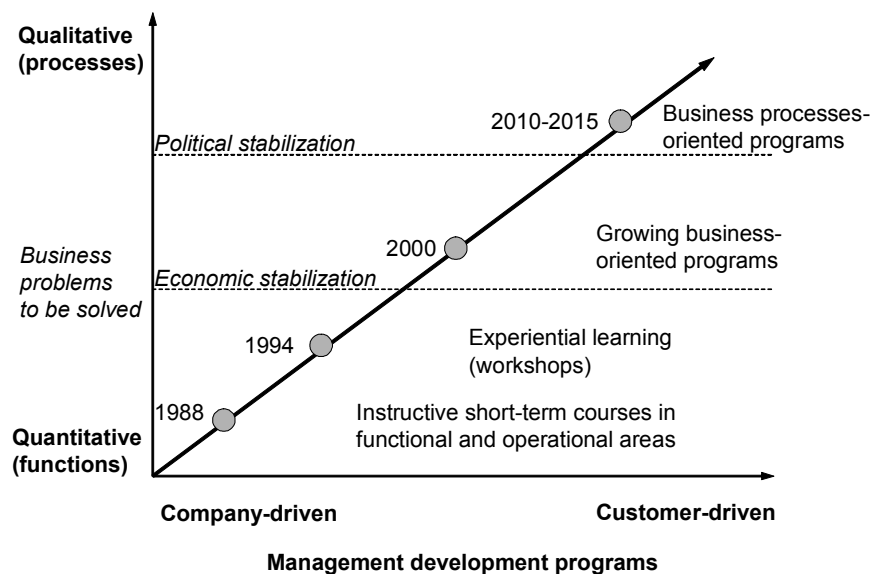 Qualitative
(processes)
2010-2015
Business processes-
oriented programs
Political stabilization
2000
Growing business-
oriented programs
Business
problems
to be solved
Economic stabilization
1994
Experiential learning
(workshops)
1988
Instructive short-term courses in
functional and operational areas
Quantitative
(functions)
Company-driven
Customer-driven
Management development programs